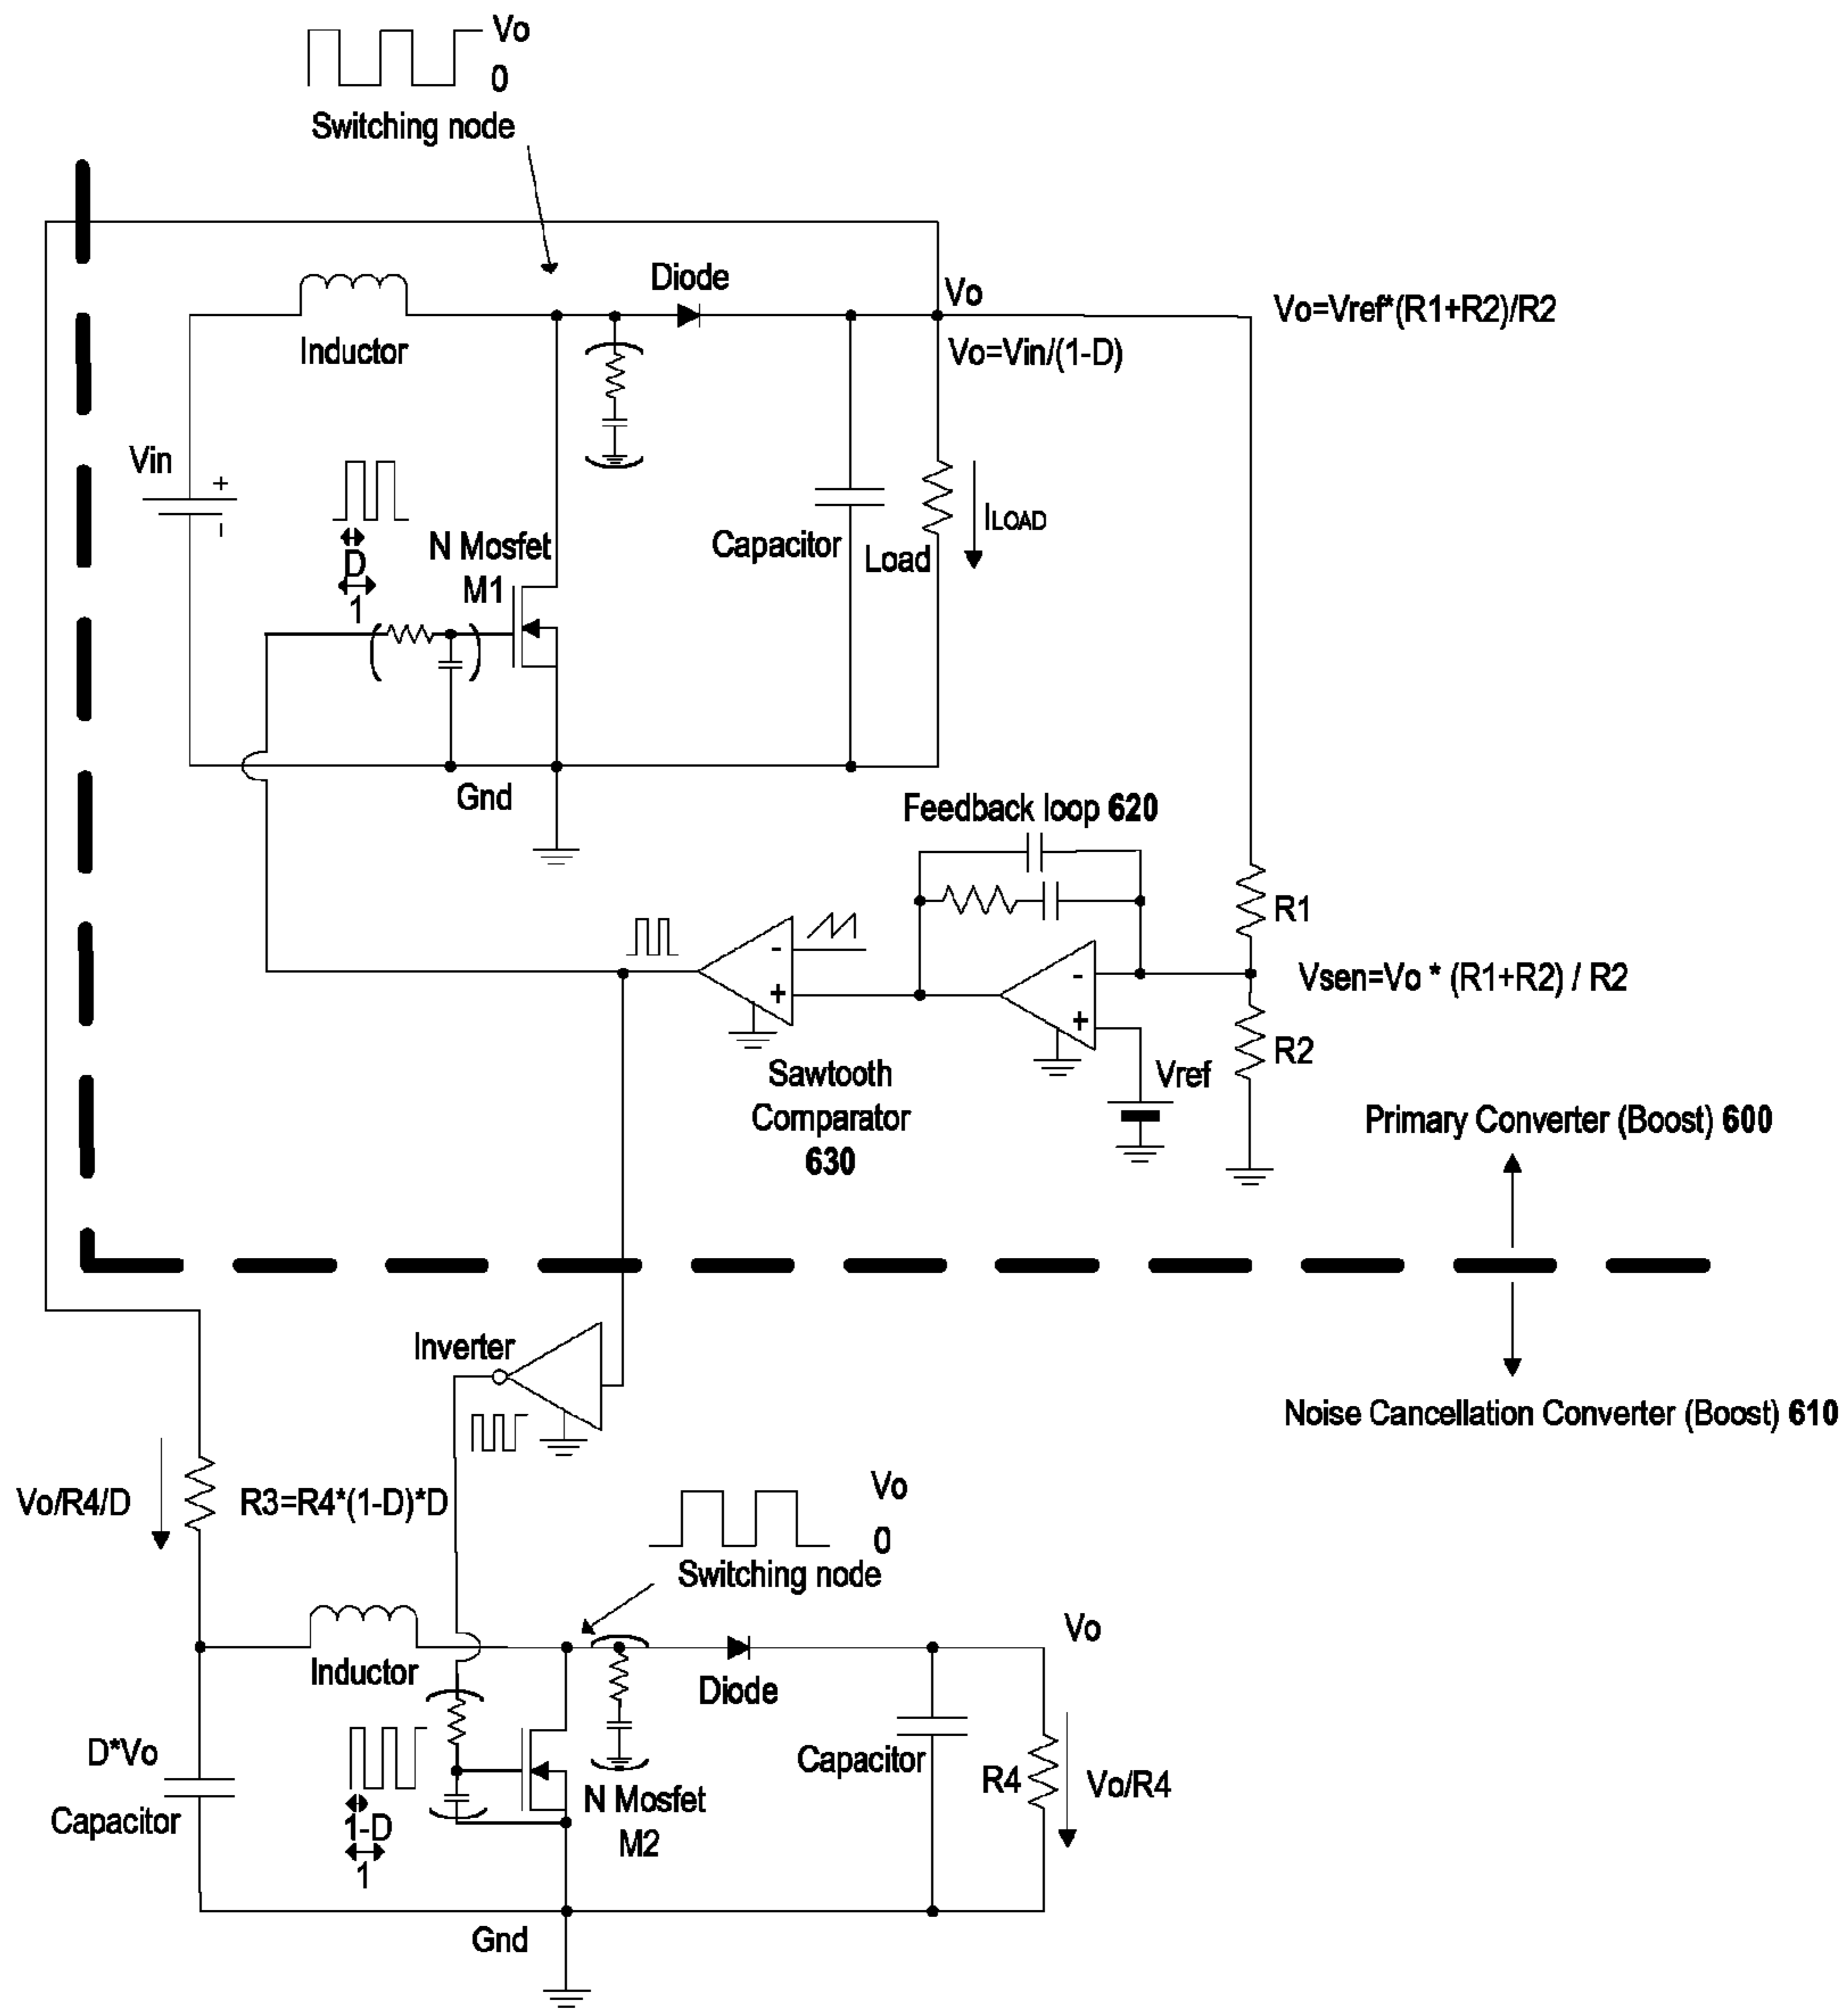 Vo
0
Switching node
Diode
Vo
Vo=Vref*(R1+R2)/R2
Inductor
Vo=Vin/(1-D)
Vin
+
-
D
1
N Mosfet
M1
Capacitor
Load
ILOAD
Gnd
Feedback loop 620
R1
-
+
-
+
Vsen=Vo * (R1+R2) / R2
R2
Vref
Sawtooth
Comparator
630
Primary Converter (Boost) 600
Inverter
Noise Cancellation Converter (Boost) 610
Vo/R4/D
R3=R4*(1-D)*D
Vo
0
Switching node
Vo
Inductor
Diode
D*Vo
Capacitor
1-D
1
N Mosfet
M2
Capacitor
R4
Vo/R4
Gnd